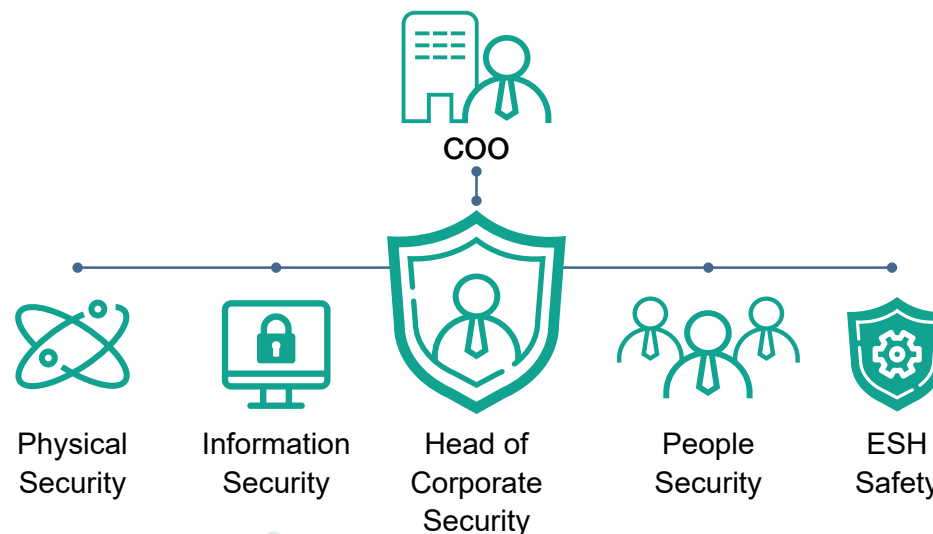 COO
Physical
Security
Information
Security
Head of
Corporate
Security
People
Security
ESH
Safety